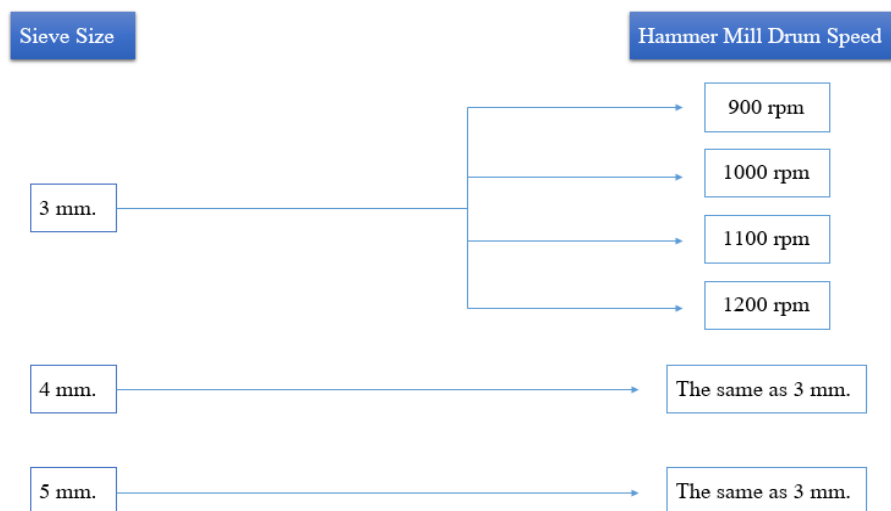 Sieve Size
Hammer Mill Drum Speed
900 rpm
1000 rpm
3 mm.
1100 rpm
1200 rpm
4 mm.
The same as 3 mm.
5 mm.
The same as 3 mm.